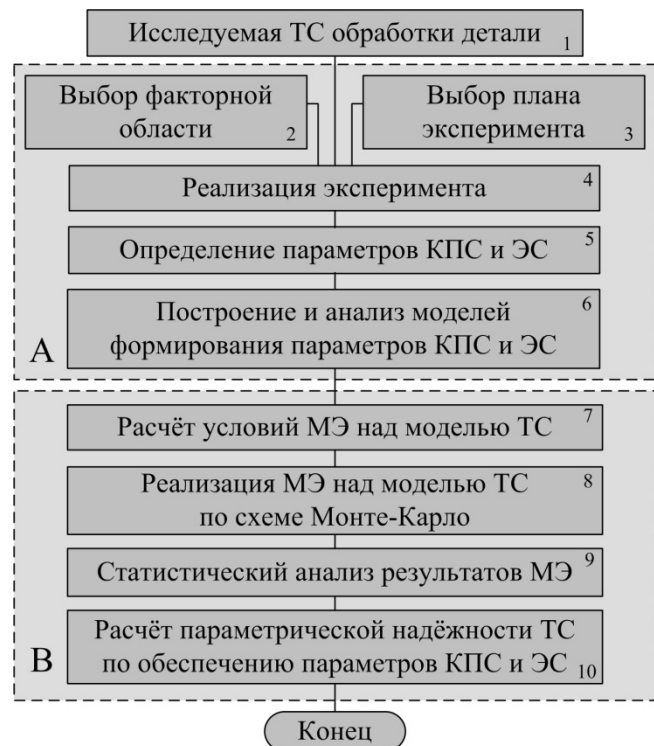 Исследуемая ТС обработки детали 1
Выбор факторной
области 2
Выбор плана
эксперимента 3
Реализация эксперимента 4
Определение параметров КПС и ЭС 5
Построение и анализ моделей 6
формирования параметров КПС и ЭС
А
Расчёт условий МЭ над моделью ТС 7
Реализация МЭ над моделью ТС 8
по схеме Монте-Карло
Статистический анализ результатов МЭ 9
Расчёт параметрической надёжности ТС
по обеспечению параметров КПС и ЭС 10
В
Конец